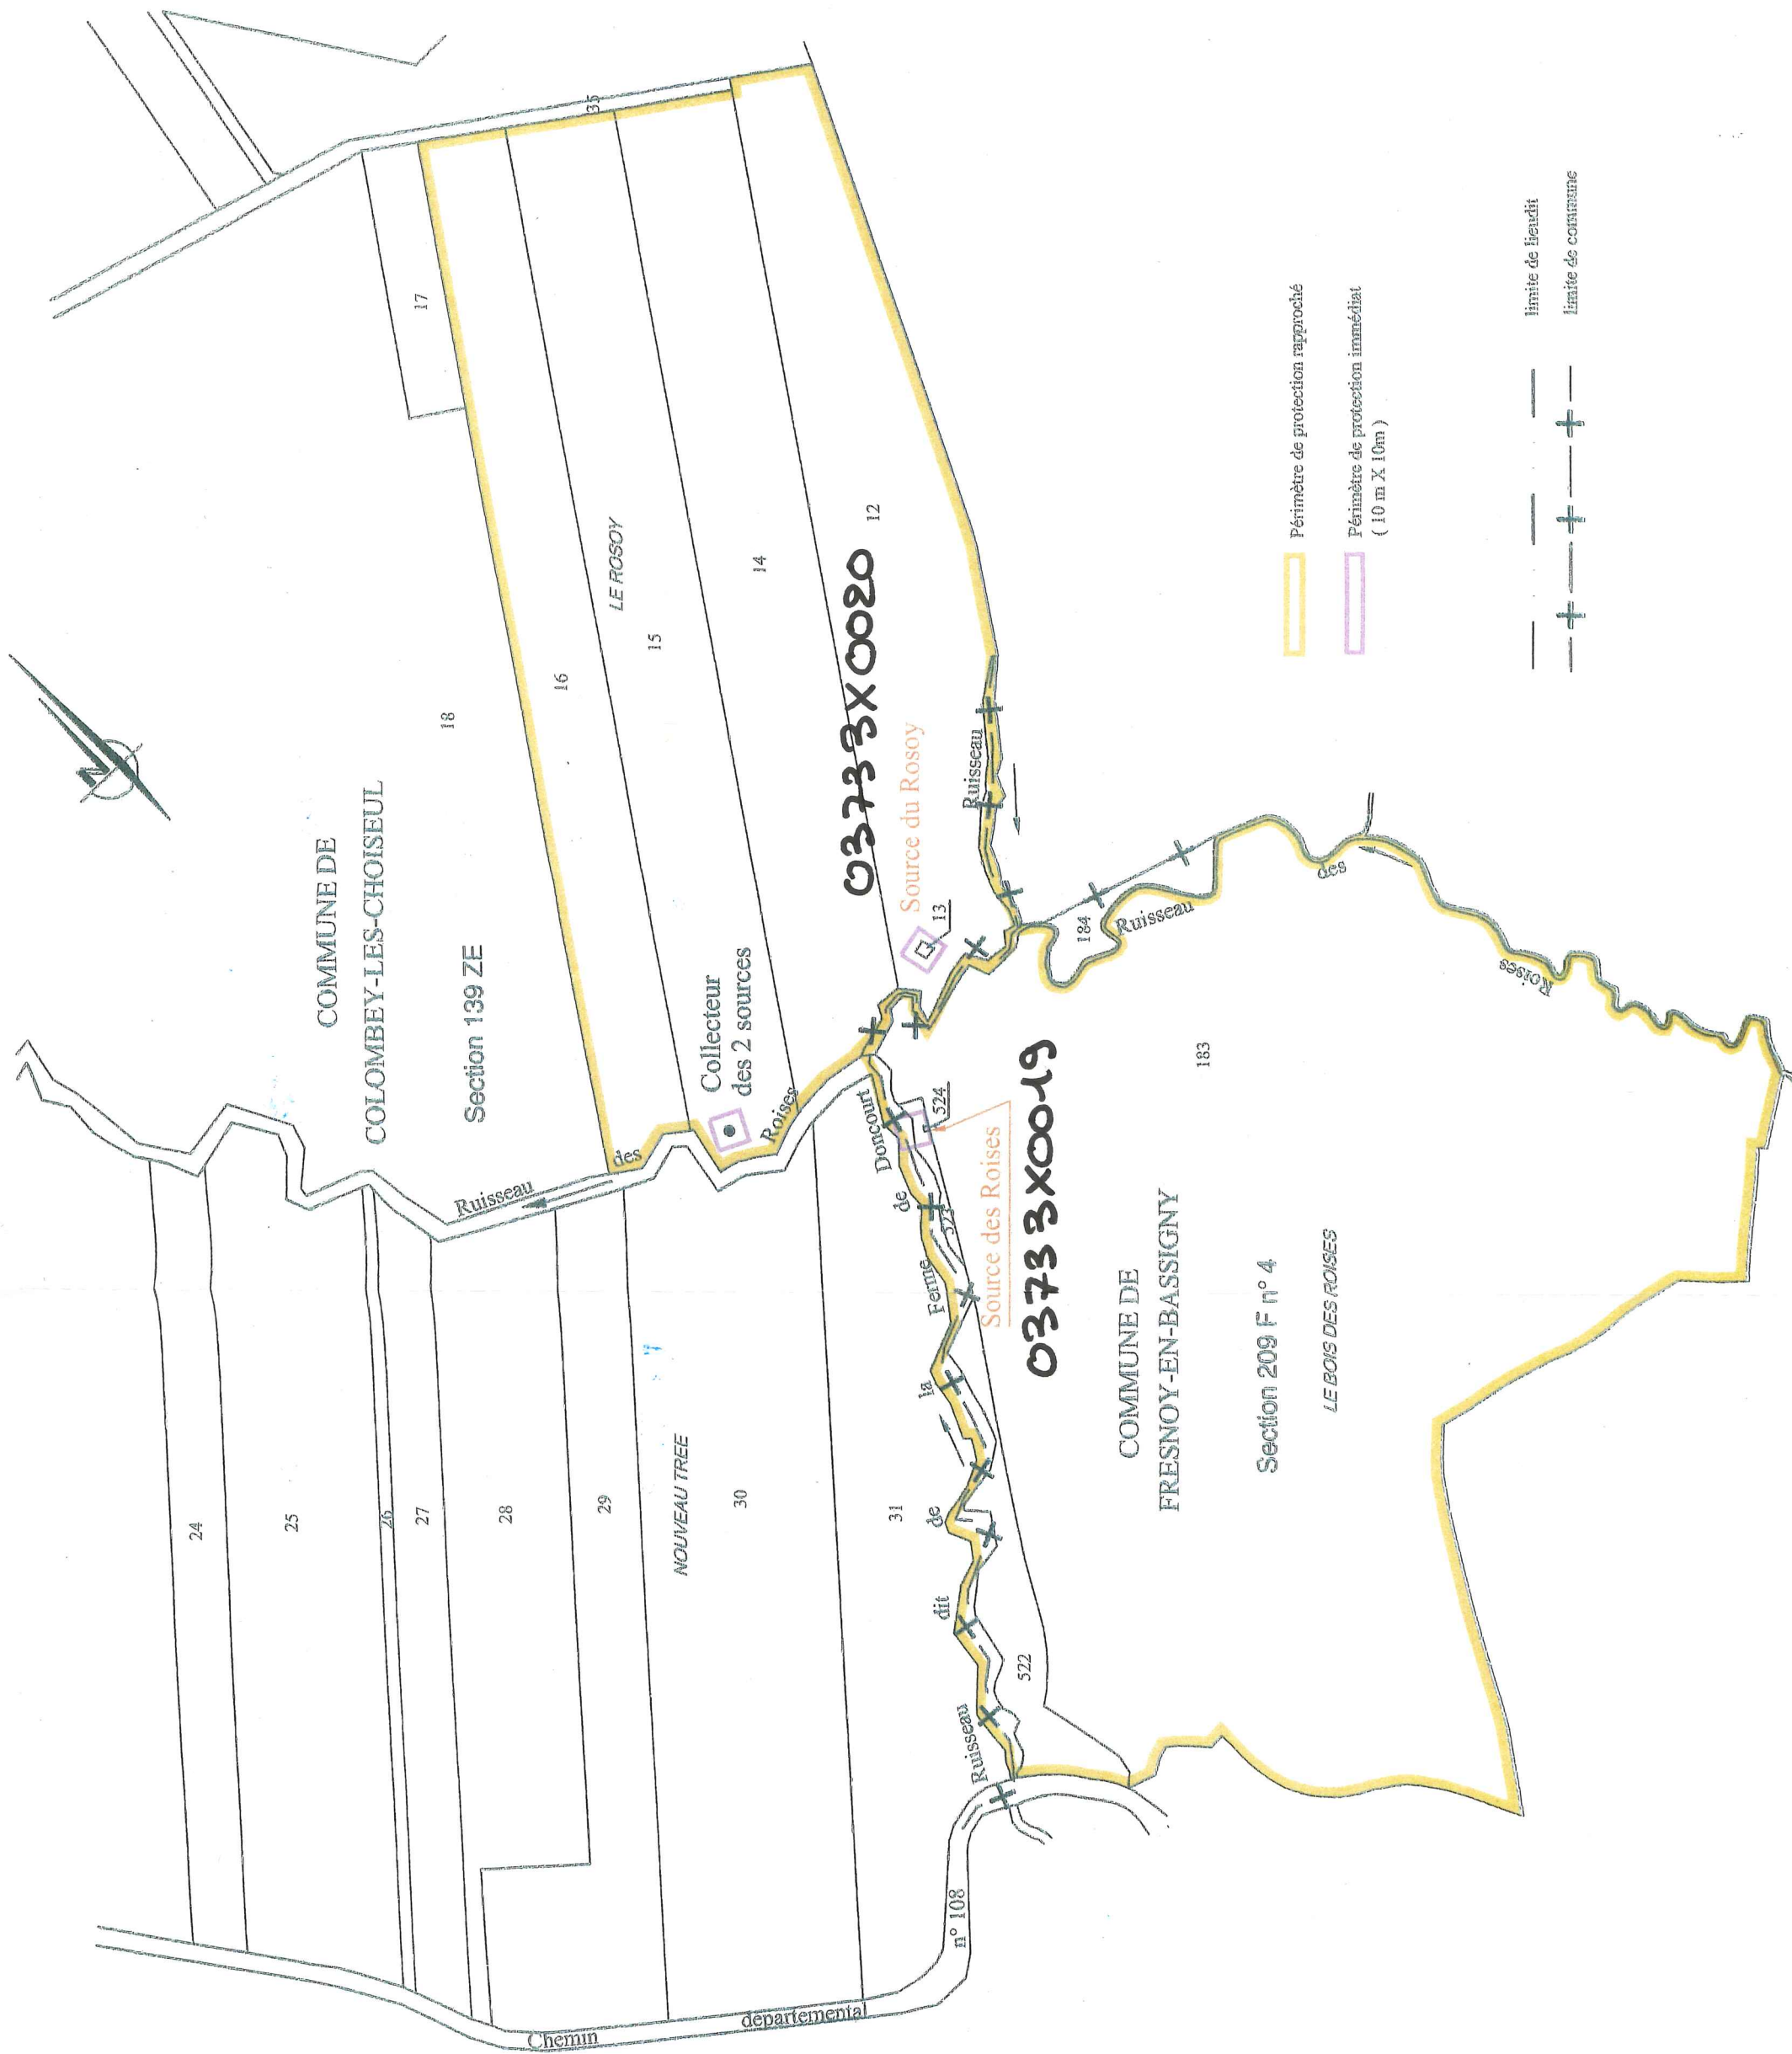 COMMUNE DE
COLOMBEY-LES-CHOISEUL
Section 139 ZE
N
24
25
26
27
28
29
NOUVEAU TREE
30
31
Chemin
departemental
n° 108
Ruisseau
des
Roises
Collecteur
des 2 sources
17
18
16
LE ROSOY
15
14
12
35
03733X0020
Source du Rosoy
13
Ruisseau
Ruisseau
dit
de
la
Ferme
de
Doncourt
522
523
524
Source des Roises
03733X0019
184
Ruisseau
des
Roises
183
COMMUNE DE
FRESNOY-EN-BASSIGNY
Section 209 F n° 4
LE BOIS DES ROISES
Périmètre de protection rapproché
Périmètre de protection immédiat
( 10 m X 10m )
limite de lieudit
limite de commune